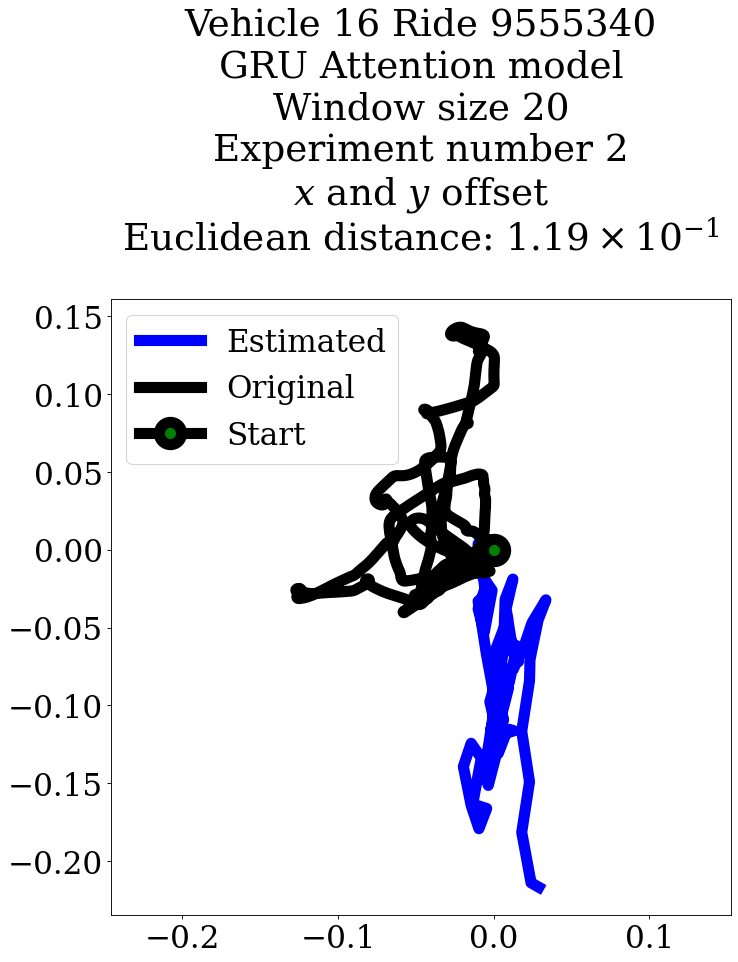 Vehicle 16 Ride 9555340
GRU Attention model
Window size 20
Experiment number 2
x and y offset
Euclidean distance: 1.19 × 10⁻¹
Estimated
Original
Start
0.15
0.10
0.05
0.00
−0.05
−0.10
−0.15
−0.20
−0.2 −0.1 0.0 0.1